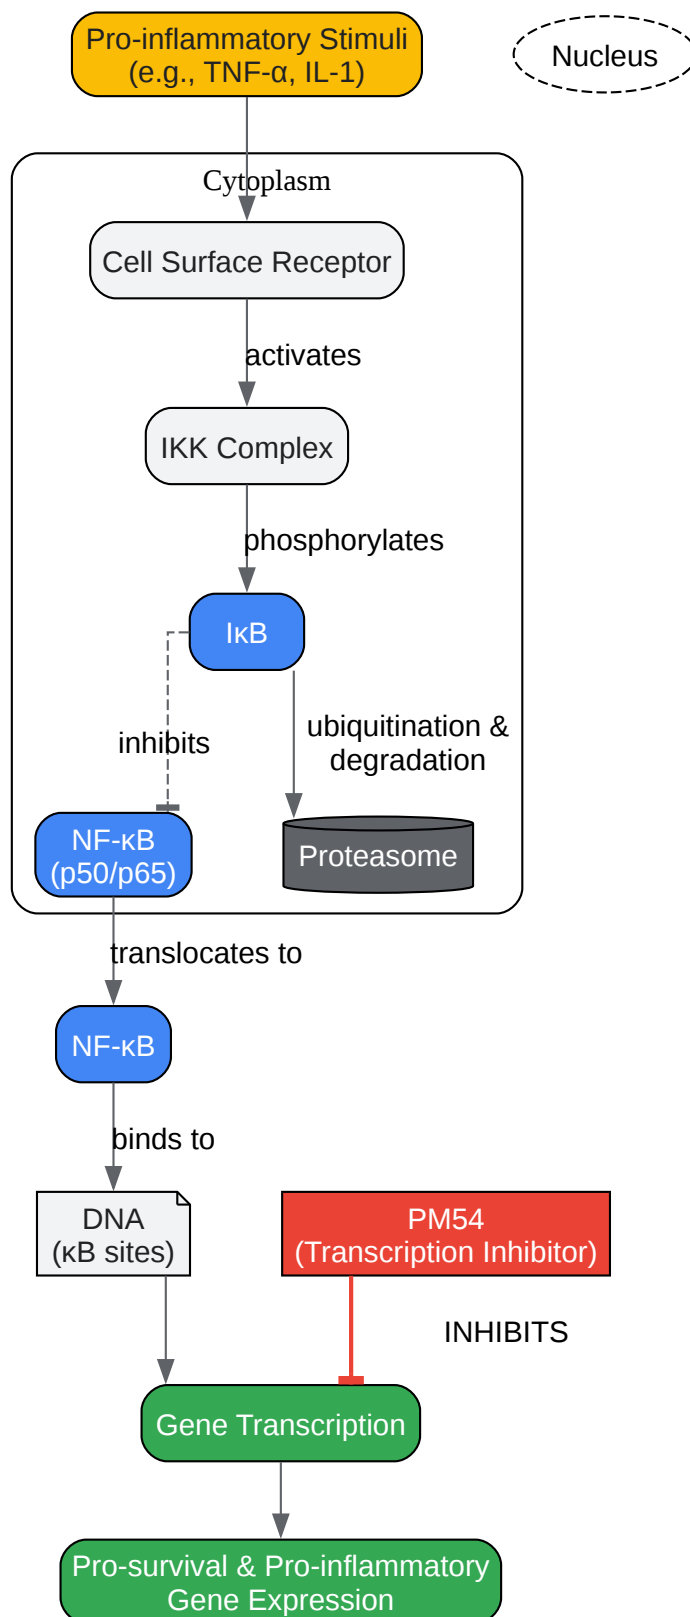 Pro-inflammatory Stimuli
(e.g., TNF-α, IL-1)
Nucleus
Cytoplasm
Cell Surface Receptor
activates
IKK Complex
phosphorylates
IκB
inhibits
ubiquitination &
degradation
NF-κB
(p50/p65)
Proteasome
translocates to
NF-κB
binds to
DNA
(κB sites)
PM54
(Transcription Inhibitor)
INHIBITS
Gene Transcription
Pro-survival & Pro-inflammatory
Gene Expression